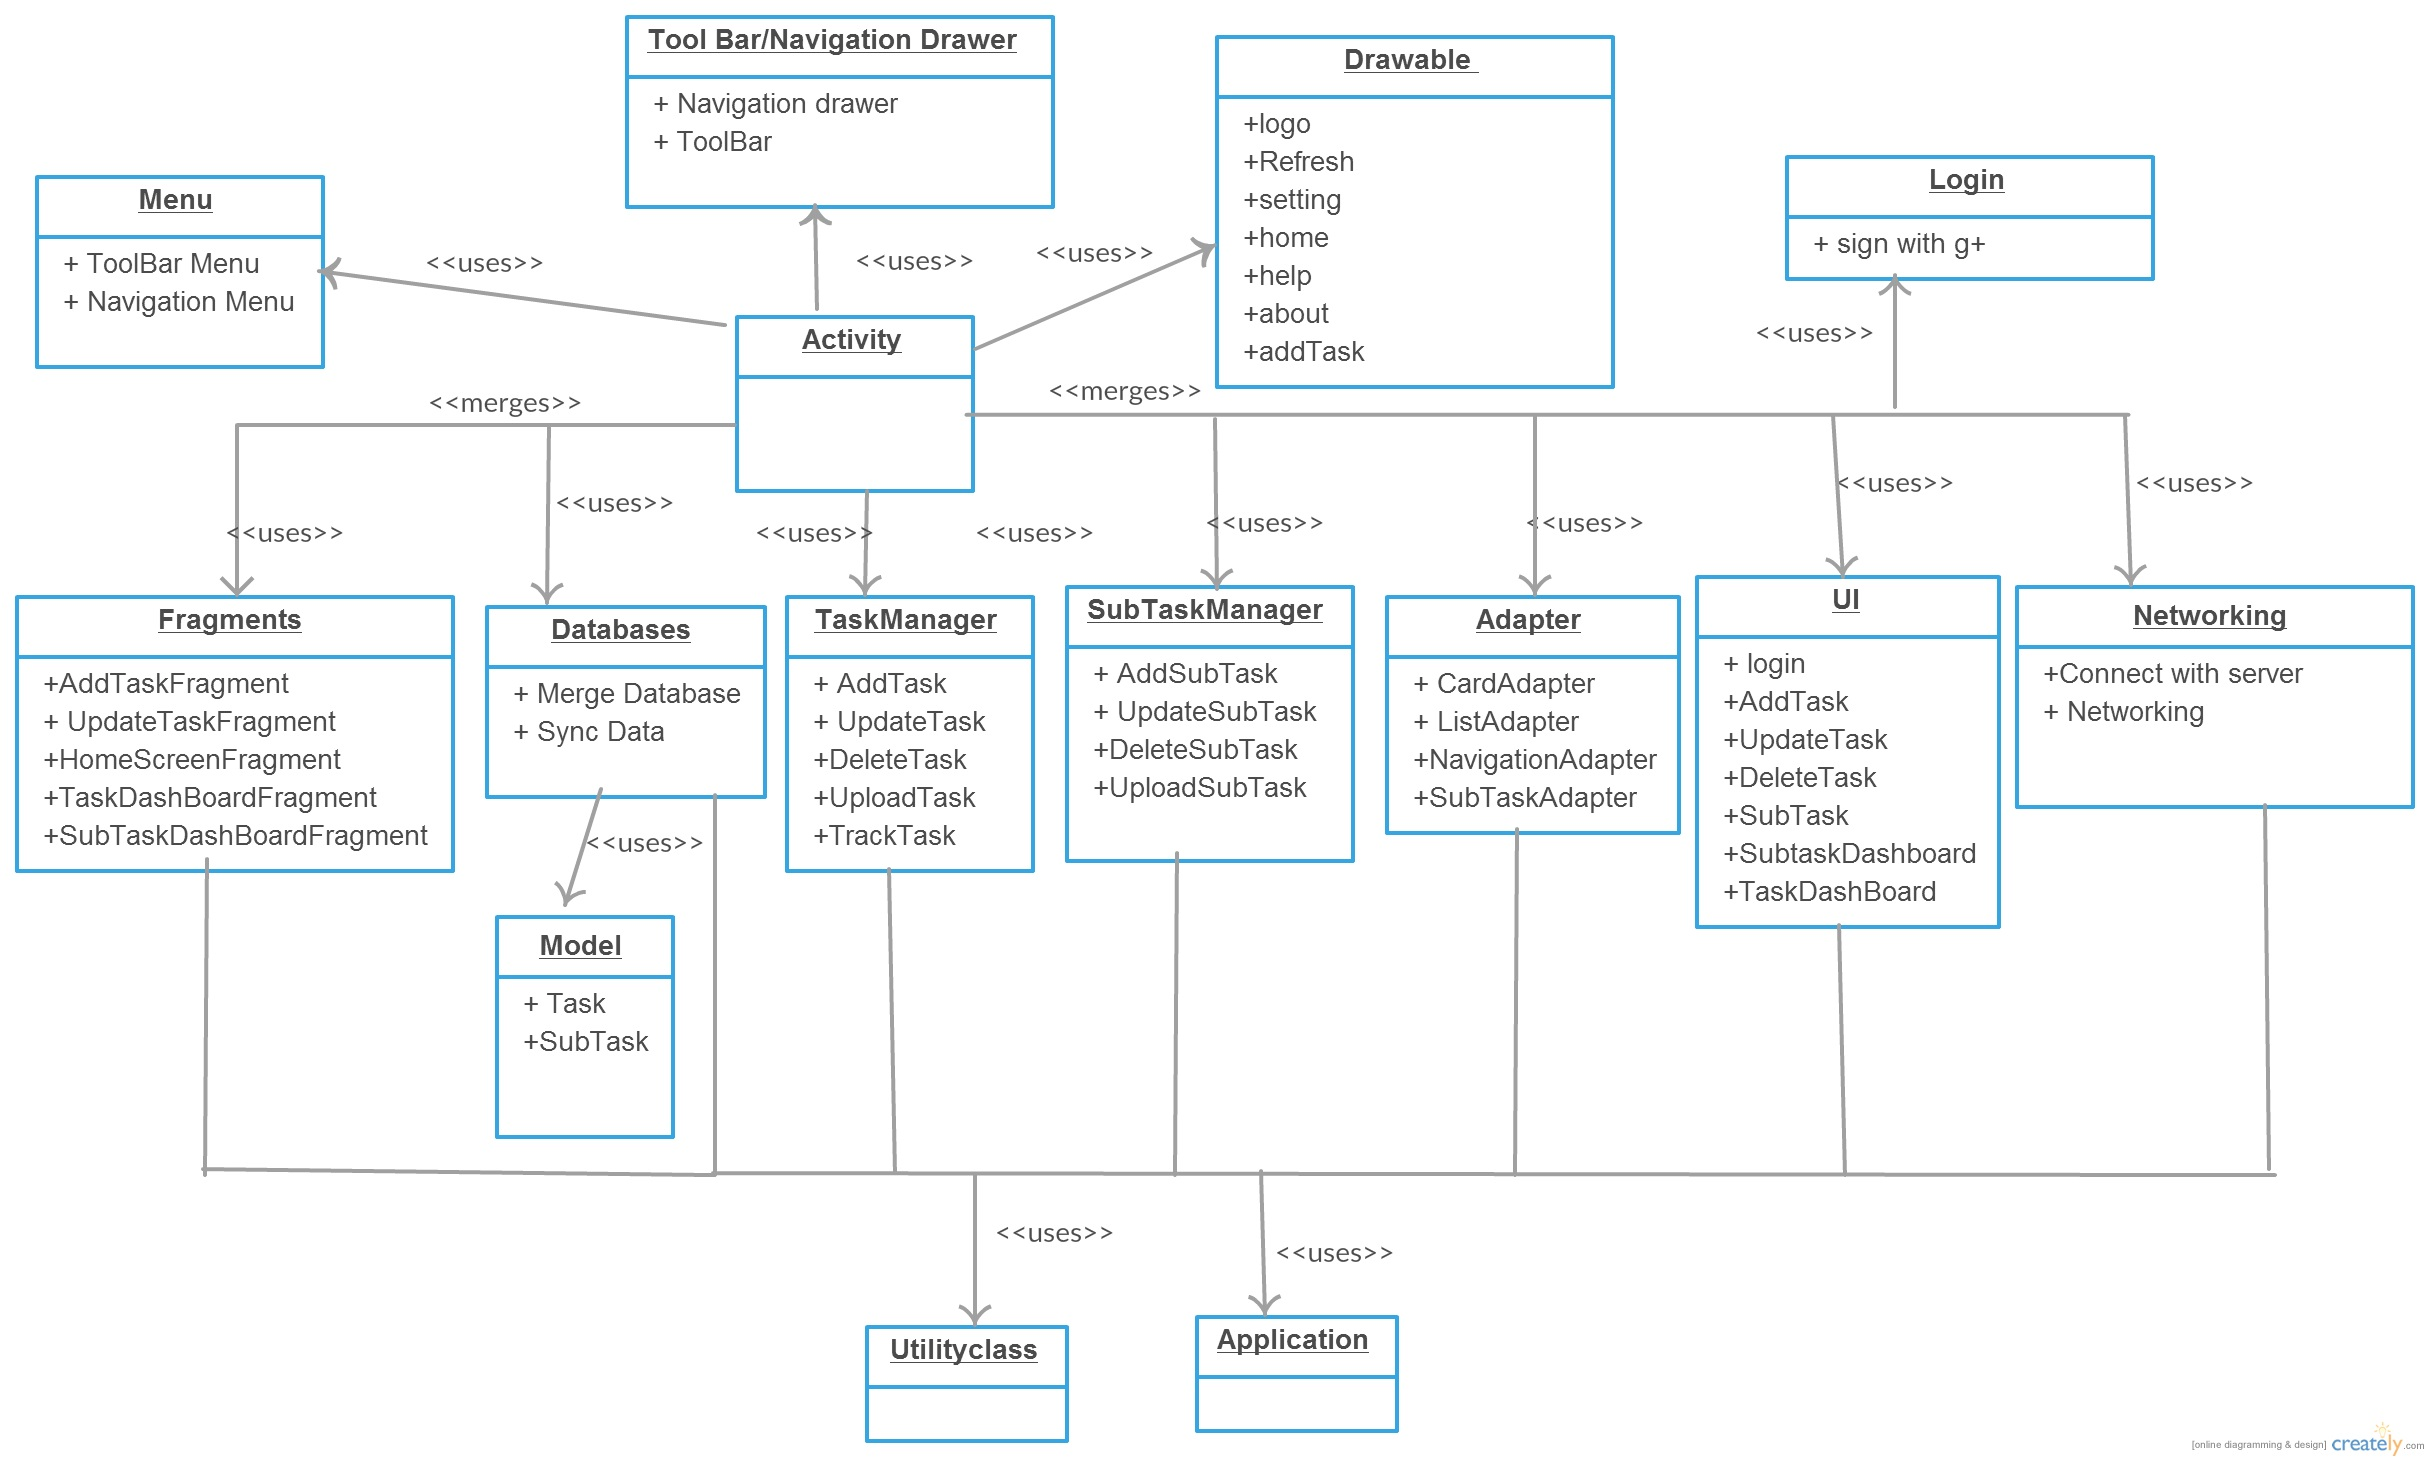 Tool Bar/Navigation Drawer
+ Navigation drawer
+ ToolBar
Drawable
+logo
+Refresh
+setting
+home
+help
+about
+addTask
Login
+ sign with g+
Menu
+ ToolBar Menu
+ Navigation Menu
<<uses>>
<<uses>>
<<uses>>
<<uses>>
Activity
<<merges>>
<<merges>>
<<uses>>
<<uses>>
<<uses>>
<<uses>>
<<uses>>
<<uses>>
<<uses>>
<<uses>>
Fragments
+AddTaskFragment
+ UpdateTaskFragment
+HomeScreenFragment
+TaskDashBoardFragment
+SubTaskDashBoardFragment
Databases
+ Merge Database
+ Sync Data
TaskManager
+ AddTask
+ UpdateTask
+DeleteTask
+UploadTask
+TrackTask
SubTaskManager
+ AddSubTask
+ UpdateSubTask
+DeleteSubTask
+UploadSubTask
Adapter
+ CardAdapter
+ ListAdapter
+NavigationAdapter
+SubTaskAdapter
UI
+ login
+AddTask
+UpdateTask
+DeleteTask
+SubTask
+SubtaskDashboard
+TaskDashBoard
Networking
+Connect with server
+ Networking
<<uses>>
Model
+ Task
+SubTask
<<uses>>
<<uses>>
Utilityclass
Application
[online diagramming & design] creately.com